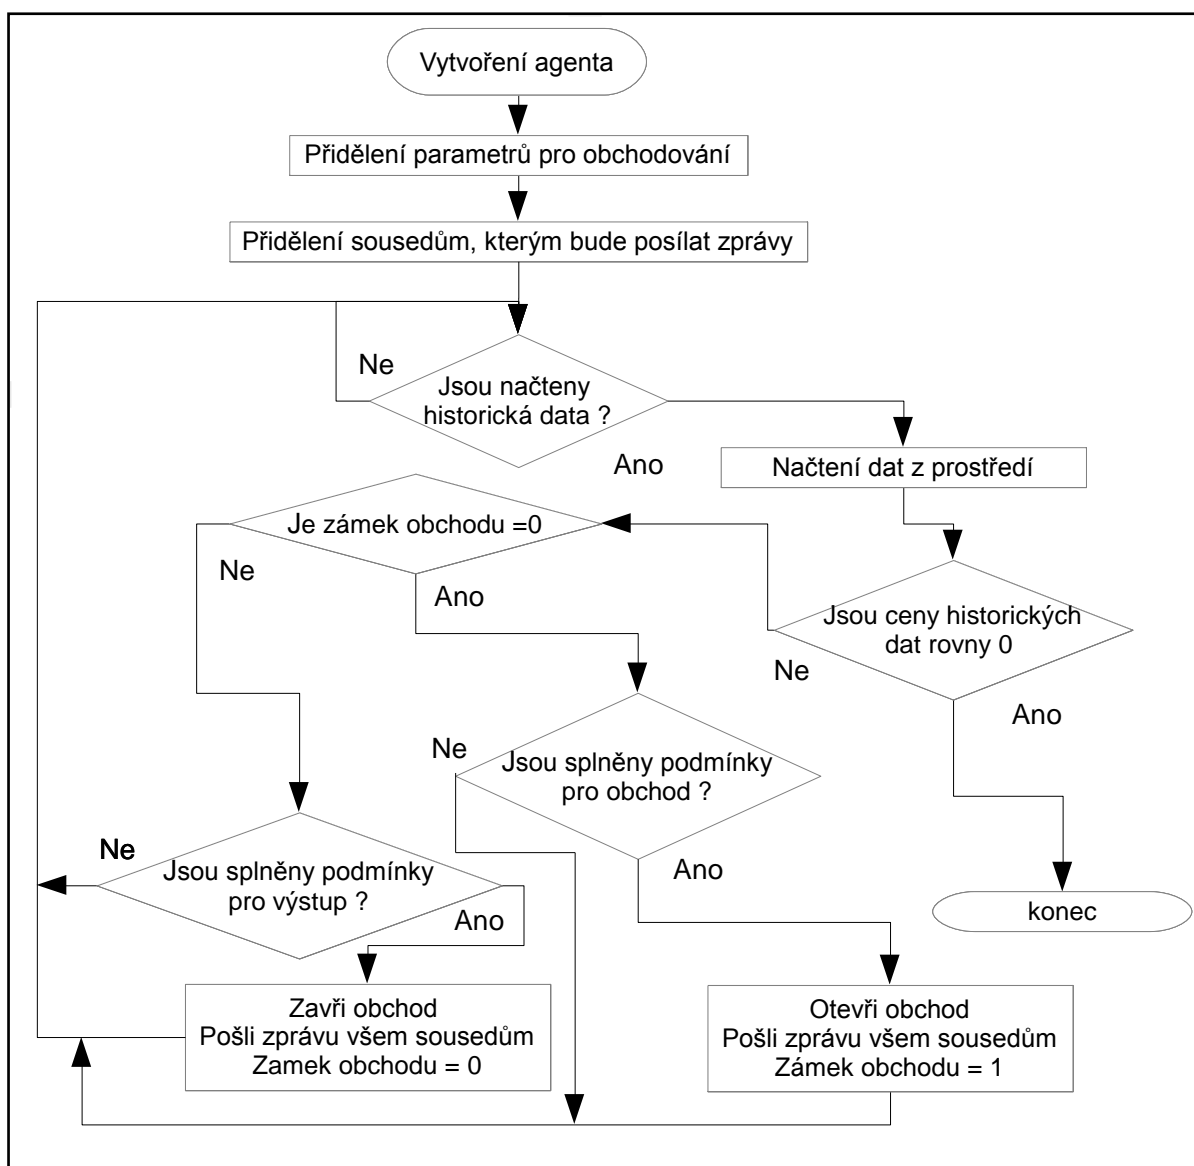 Vytvoření agenta
Přidělení parametrů pro obchodování
Přidělení sousedům, kterým bude posílat zprávy
Ne
Jsou načteny
historická data ?
Ano
Načtení dat z prostředí
Je zámek obchodu =0
Ne
Ano
Jsou ceny historických
dat rovny 0
Ne
Ano
Ne
Jsou splněny podmínky
pro obchod ?
Ano
Ne
Jsou splněny podmínky
pro výstup ?
Ano
konec
Zavři obchod
Pošli zprávu všem sousedům
Zamek obchodu = 0
Otevři obchod
Pošli zprávu všem sousedům
Zámek obchodu = 1